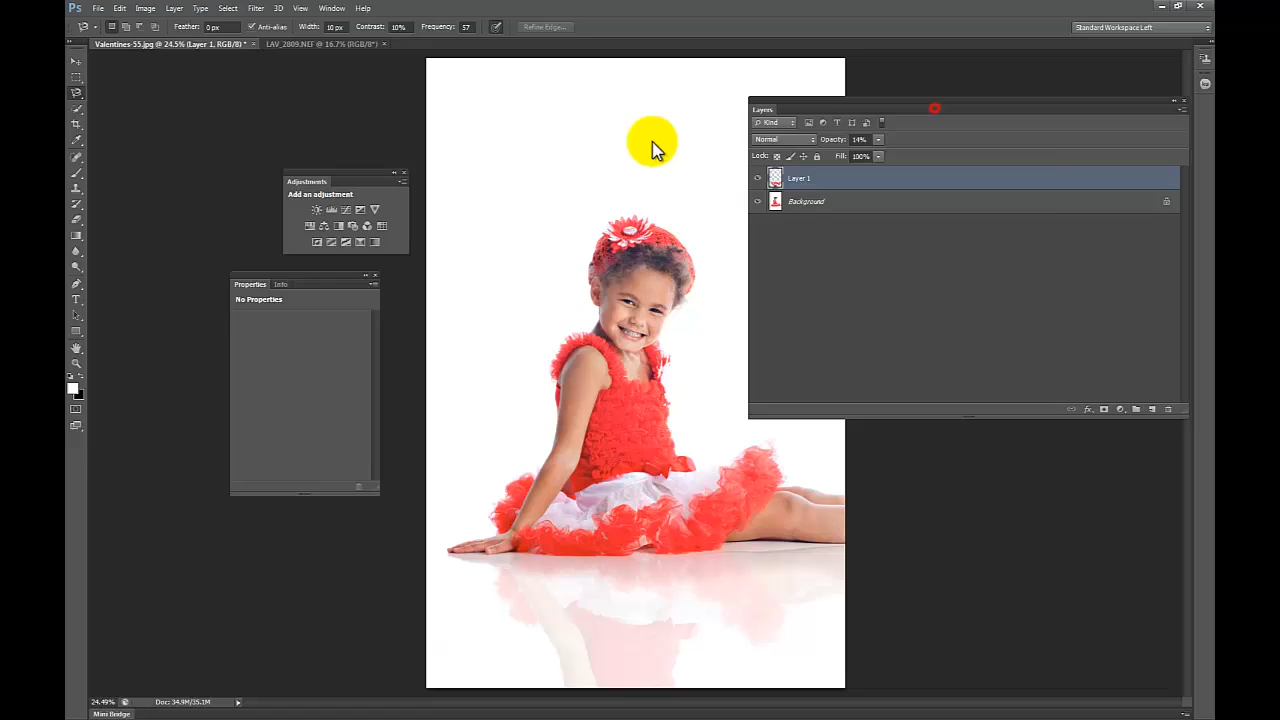 Ps File Edit Image Layer Type Select Filter 3D View Window Help
Feather: 0 px Anti-alias Width: 10 px Contrast: 10% Frequency: 57 Refine Edge... Standard Workspace Left
Valentines-55.jpg @ 24.5% (Layer 1, RGB/8) * × LAV_2809.NEF @ 16.7% (RGB/8*) ×
Layers
Kind
Normal Opacity: 14%
Lock: Fill: 100%
Layer 1
Background
Adjustments
Add an adjustment
Properties Info
No Properties
24.49% Doc: 34.9M/35.1M
Mini Bridge